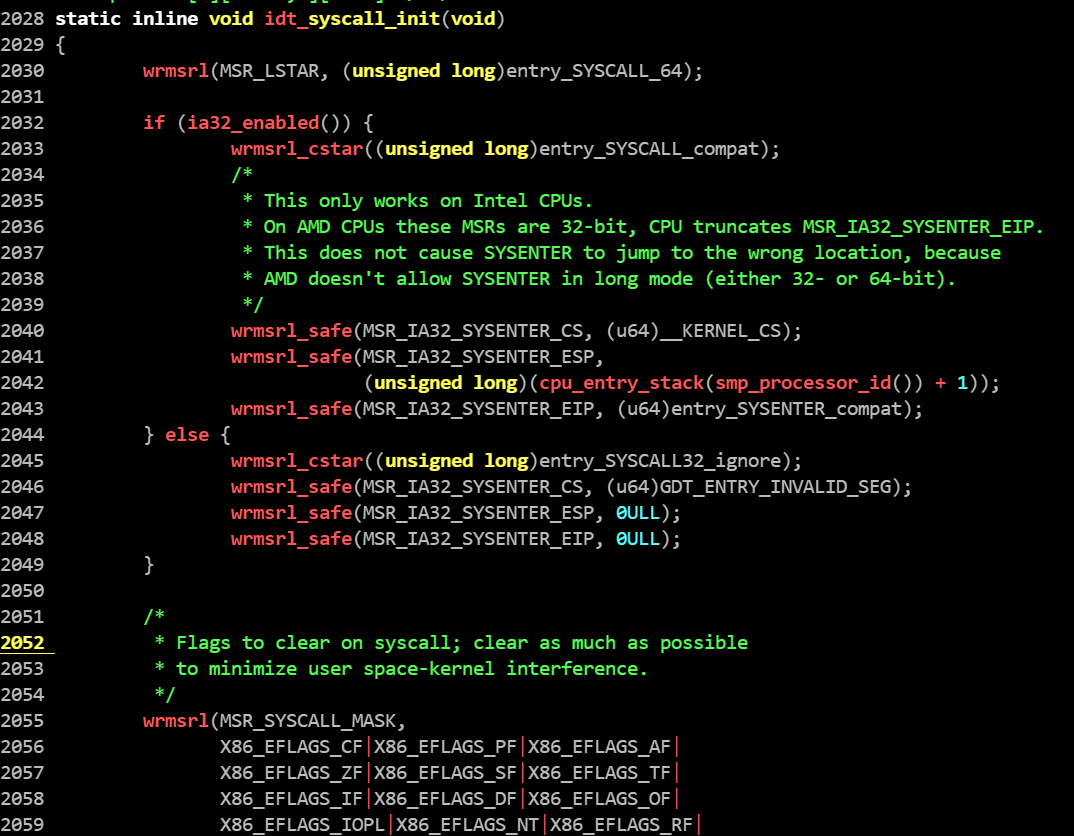 2028 static inline void idt_syscall_init(void)
2029 {
2030         wrmsrl(MSR_LSTAR, (unsigned long)entry_SYSCALL_64);
2031
2032         if (ia32_enabled()) {
2033                 wrmsrl_cstar((unsigned long)entry_SYSCALL_compat);
2034                 /*
2035                  * This only works on Intel CPUs.
2036                  * On AMD CPUs these MSRs are 32-bit, CPU truncates MSR_IA32_SYSENTER_EIP.
2037                  * This does not cause SYSENTER to jump to the wrong location, because
2038                  * AMD doesn't allow SYSENTER in long mode (either 32- or 64-bit).
2039                  */
2040                 wrmsrl_safe(MSR_IA32_SYSENTER_CS, (u64)__KERNEL_CS);
2041                 wrmsrl_safe(MSR_IA32_SYSENTER_ESP,
2042                             (unsigned long)(cpu_entry_stack(smp_processor_id()) + 1));
2043                 wrmsrl_safe(MSR_IA32_SYSENTER_EIP, (u64)entry_SYSENTER_compat);
2044         } else {
2045                 wrmsrl_cstar((unsigned long)entry_SYSCALL32_ignore);
2046                 wrmsrl_safe(MSR_IA32_SYSENTER_CS, (u64)GDT_ENTRY_INVALID_SEG);
2047                 wrmsrl_safe(MSR_IA32_SYSENTER_ESP, 0ULL);
2048                 wrmsrl_safe(MSR_IA32_SYSENTER_EIP, 0ULL);
2049         }
2050
2051         /*
2052          * Flags to clear on syscall; clear as much as possible
2053          * to minimize user space-kernel interference.
2054          */
2055         wrmsrl(MSR_SYSCALL_MASK,
2056                X86_EFLAGS_CF|X86_EFLAGS_PF|X86_EFLAGS_AF|
2057                X86_EFLAGS_ZF|X86_EFLAGS_SF|X86_EFLAGS_TF|
2058                X86_EFLAGS_IF|X86_EFLAGS_DF|X86_EFLAGS_OF|
2059                X86_EFLAGS_IOPL|X86_EFLAGS_NT|X86_EFLAGS_RF|